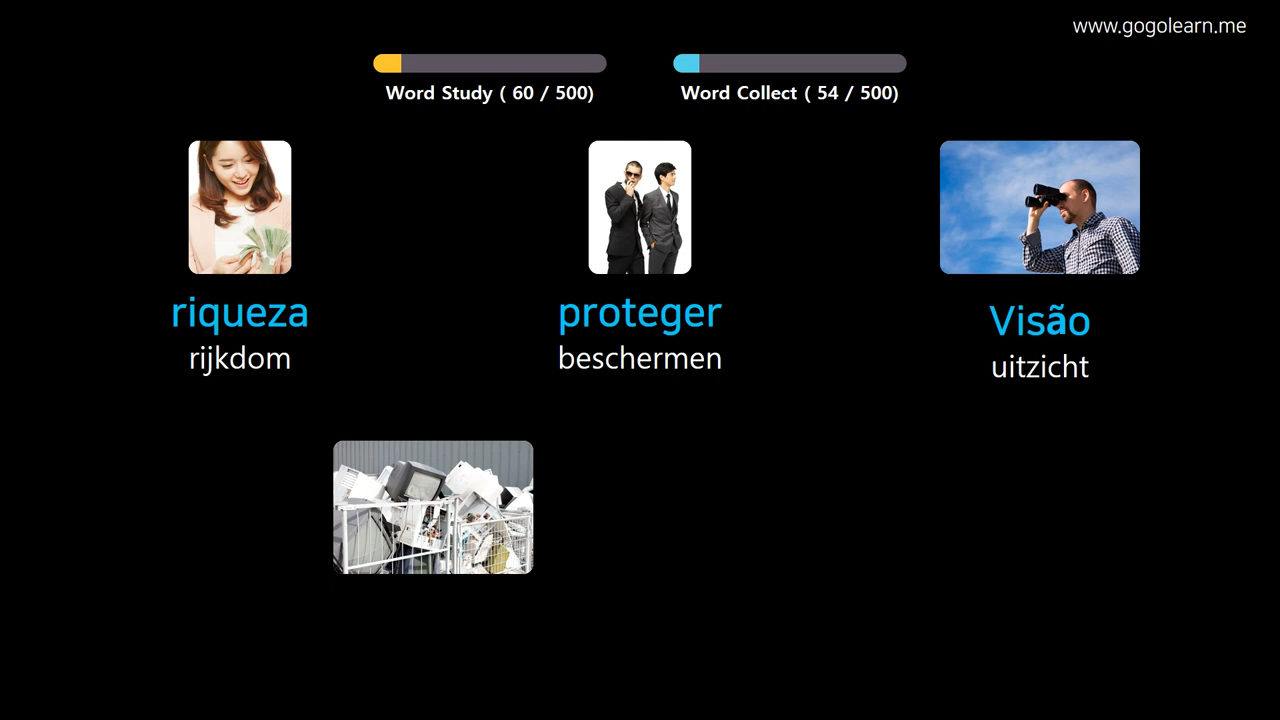 www.gogolearn.me
Word Study ( 60 / 500)
Word Collect ( 54 / 500)
riqueza
rijkdom
proteger
beschermen
Visão
uitzicht